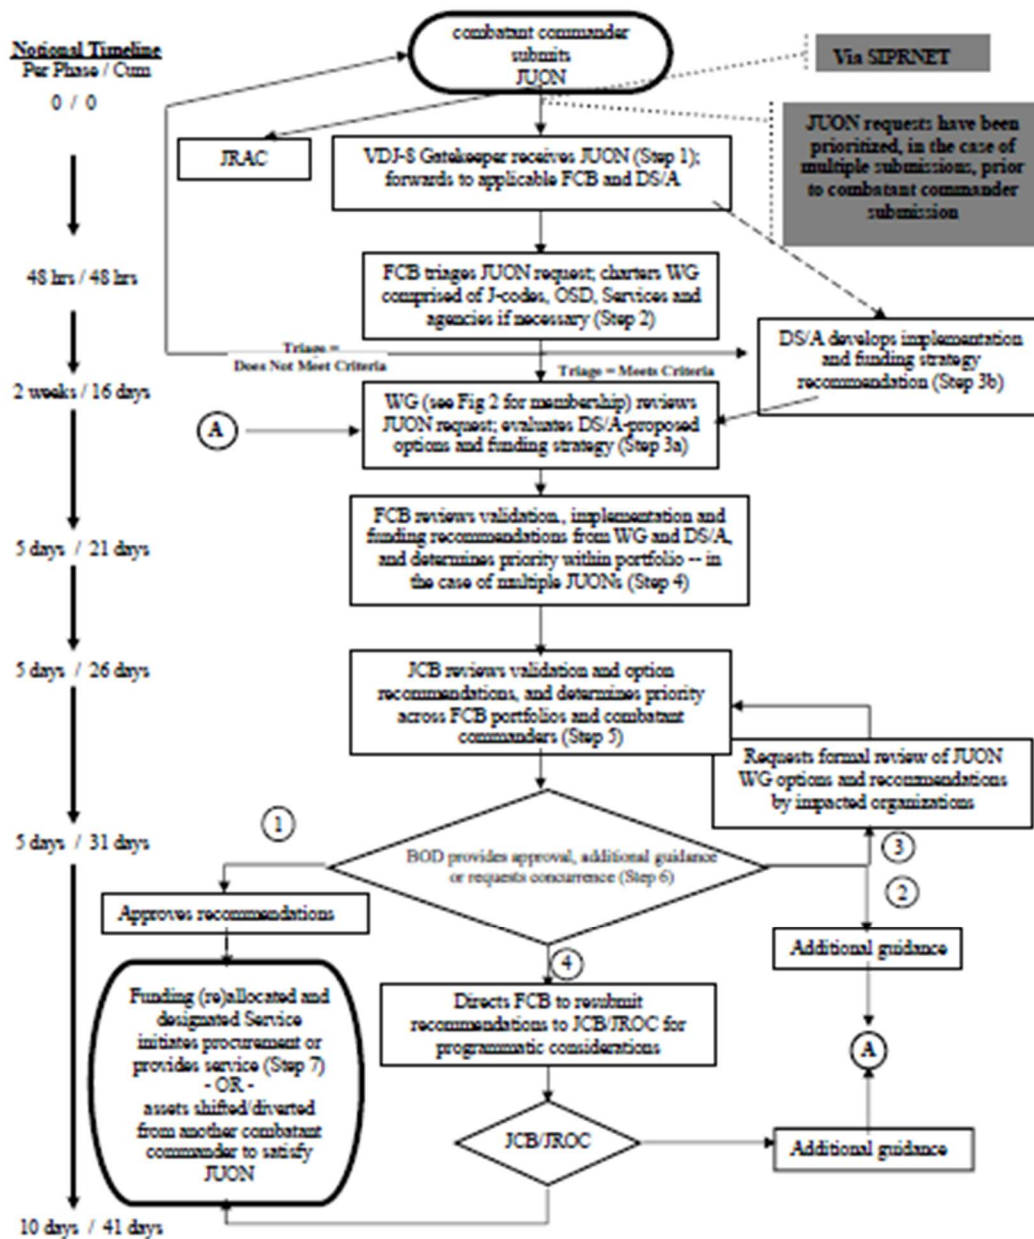 Notional Timeline
Per Phase / Cum
0 / 0
combatant commander
submits
JUON
Via SIPRNET
JRAC
VDJ-8 Gatekeeper receives JUON (Step 1);
forwards to applicable FCB and DS/A
JUON requests have been
prioritized, in the case of
multiple submissions, prior
to combatant commander
submission
48 hrs / 48 hrs
FCB triages JUON request; charters WG
comprised of J-codes, OSD, Services and
agencies if necessary (Step 2)
Triage =
Does Not Meet Criteria
Triage = Meets Criteria
DS/A develops implementation
and funding strategy
recommendation (Step 3b)
2 weeks / 16 days
A
WG (see Fig 2 for membership) reviews
JUON request; evaluates DS/A-proposed
options and funding strategy (Step 3a)
5 days / 21 days
FCB reviews validation., implementation and
funding recommendations from WG and DS/A,
and determines priority within portfolio -- in
the case of multiple JUONs (Step 4)
5 days / 26 days
JCB reviews validation and option
recommendations, and determines priority
across FCB portfolios and combatant
commanders (Step 5)
Requests formal review of JUON
WG options and recommendations
by impacted organizations
5 days / 31 days
1
BOD provides approval, additional guidance
or requests concurrence (Step 6)
3
2
Approves recommendations
4
Additional guidance
Funding (re)allocated and
designated Service
initiates procurement or
provides service (Step 7)
- OR -
assets shifted/diverted
from another combatant
commander to satisfy
JUON
Directs FCB to resubmit
recommendations to JCB/JROC for
programmatic considerations
A
JCB/JROC
Additional guidance
10 days / 41 days